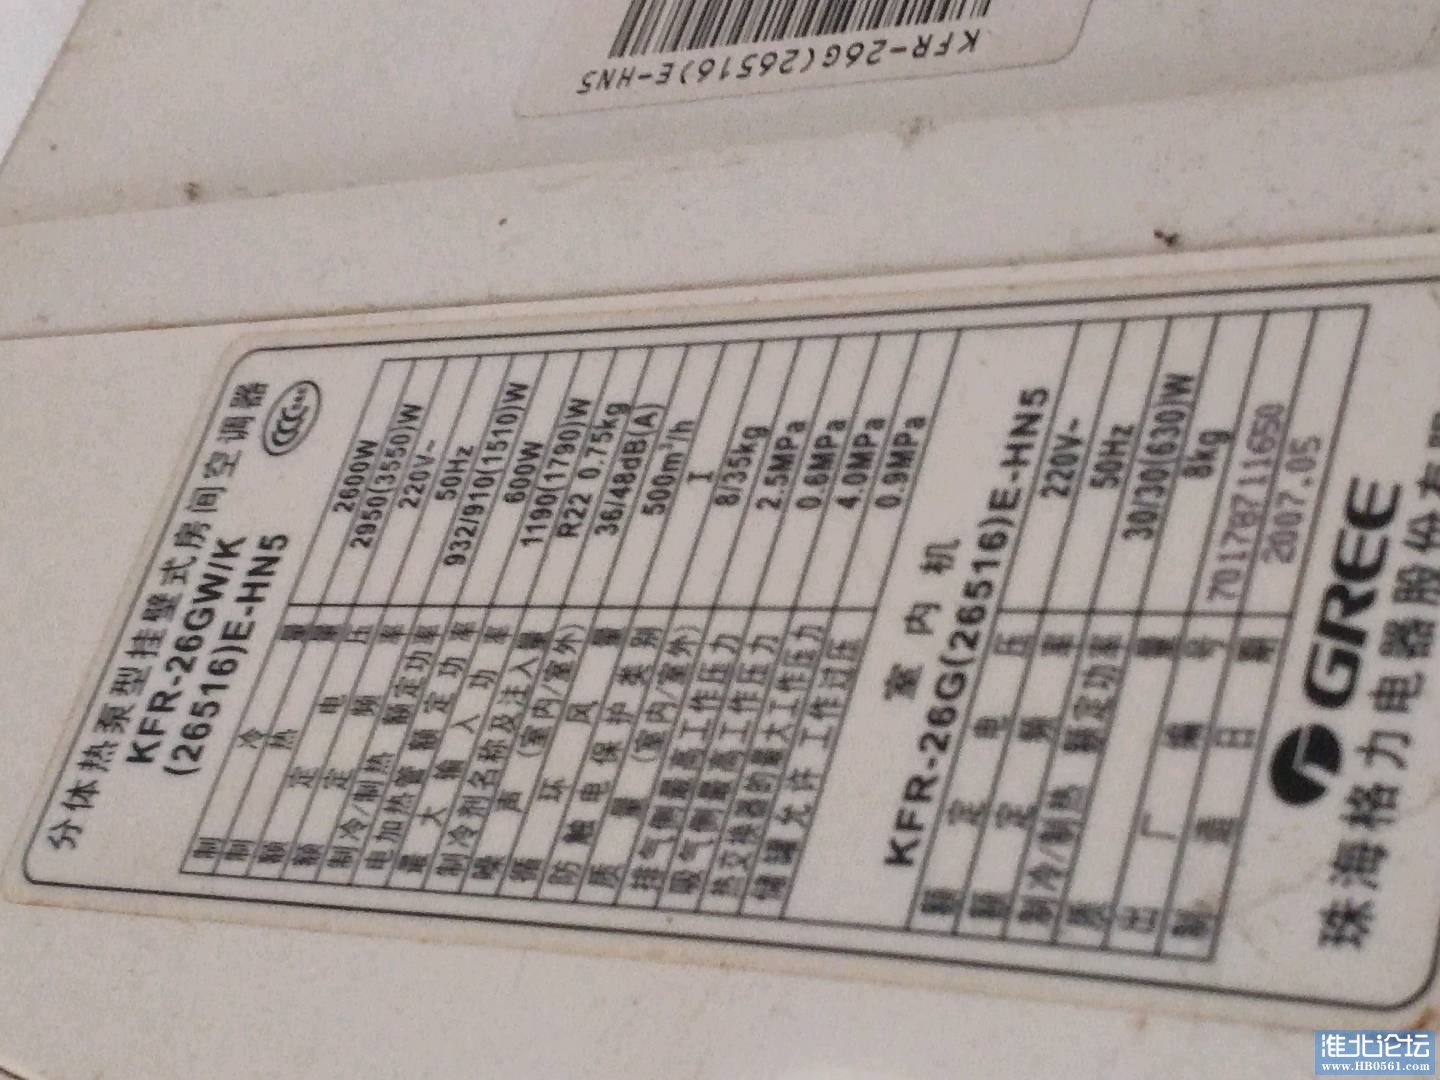 KFR-26G(26516)E-HN5
分体热泵型挂壁式房间空调器
KFR-26GW/K
(26516)E-HN5
制冷量 2600W
制热量 2950(3550)W
额定电压 220V~
额定频率 50Hz
制冷/制热额定功率 932/910(1510)W
电加热管额定功率 600W
最大输入功率 1190(1790)W
制冷剂名称及注入量 R22 0.75kg
噪声(室内/室外) 36/48dB(A)
循环风量 500m³/h
防触电保护类别 I
质量(室内/室外) 8/35kg
排气侧最高工作压力 2.5MPa
吸气侧最高工作压力 0.6MPa
热交换器的最大工作压力 4.0MPa
储罐允许工作过压 0.9MPa
室内机
KFR-26G(26516)E-HN5
额定电压 220V~
额定频率 50Hz
制冷/制热额定功率 30/30(630)W
质量 8kg
出厂编号 7017B711650
制造日期 2007.05
GREE
珠海格力电器股份有限
淮北论坛
www.HB0561.com